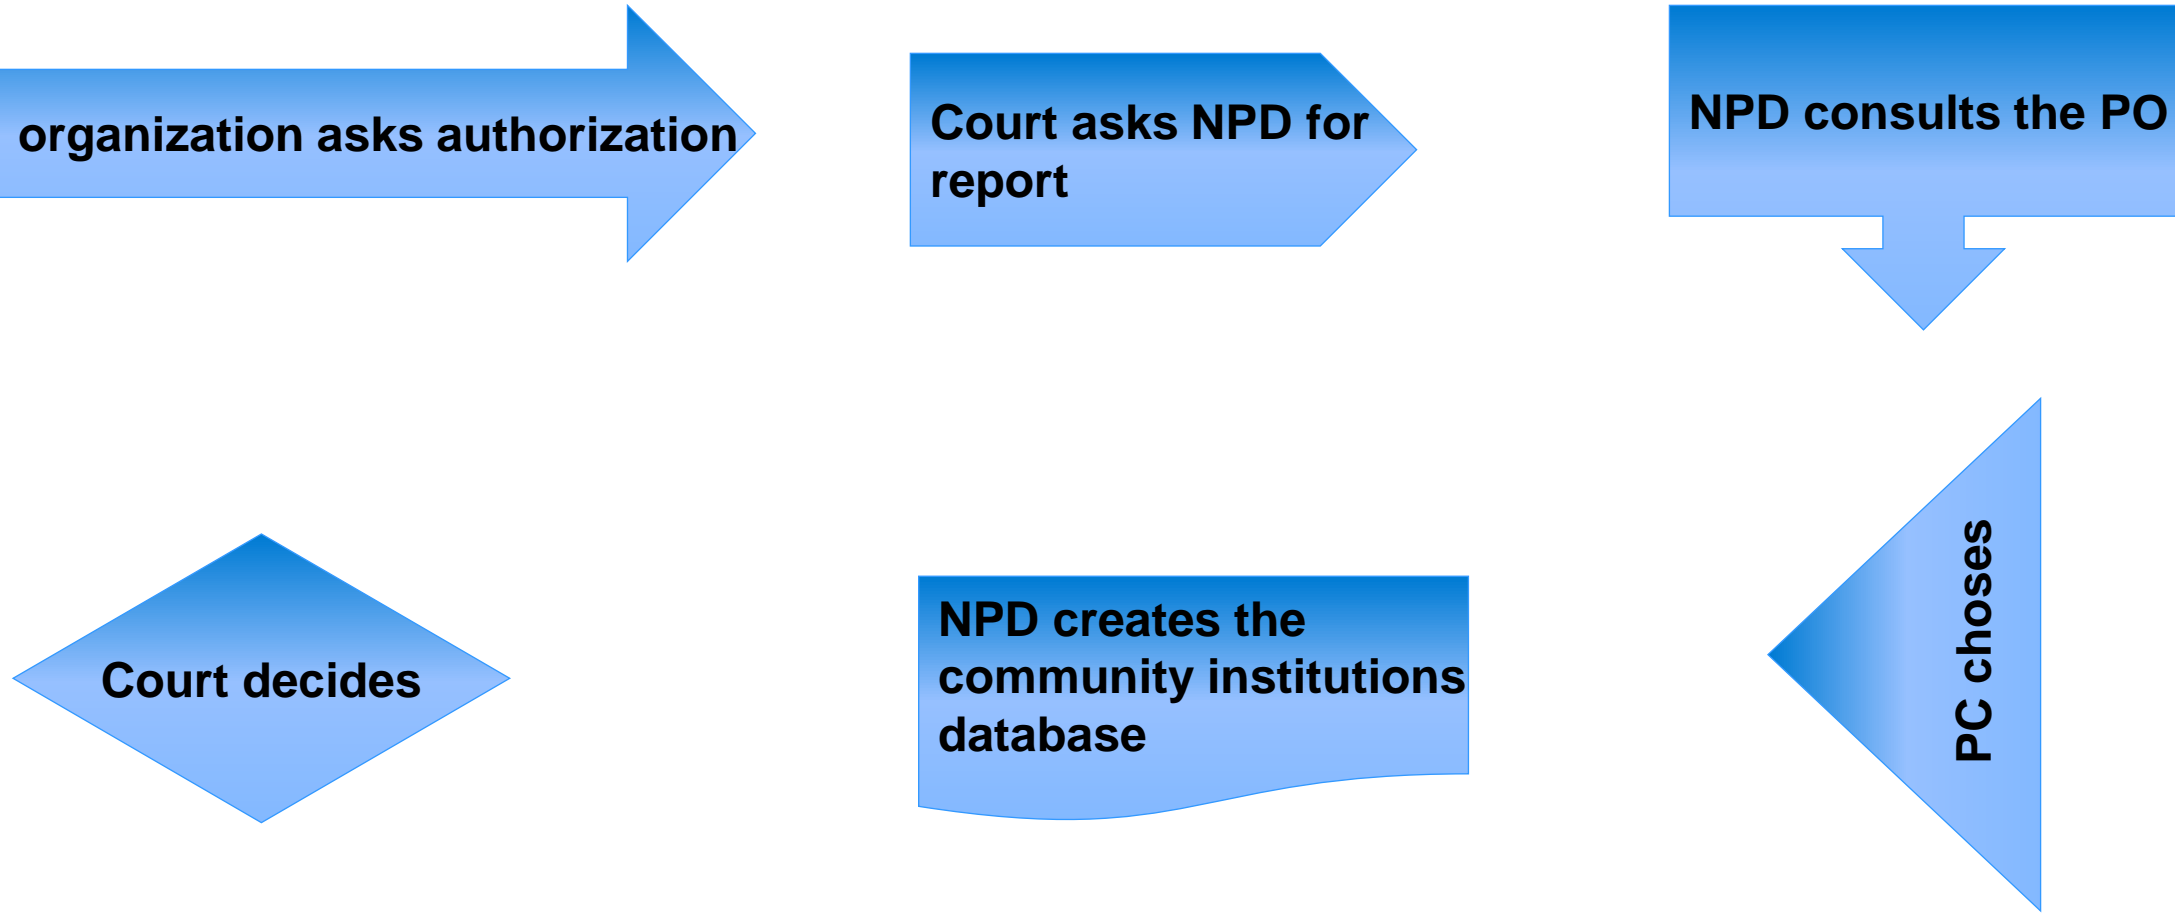 organization asks authorization
Court asks NPD for
report
NPD consults the PO
PC choses
NPD creates the
community institutions
database
Court decides